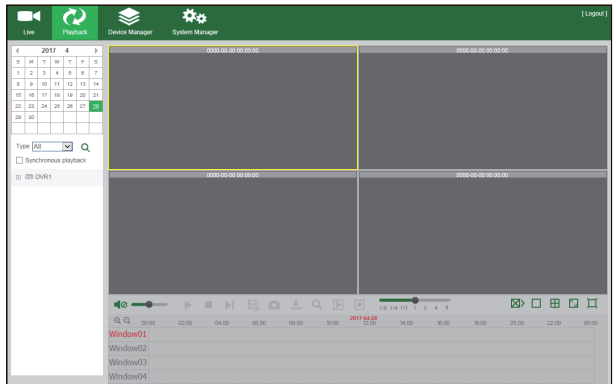 [ Logout ]
Live Playback Device Manager System Manager
2017 4
S M T W T F S
1 2 3 4 5 6 7
8 9 10 11 12 13 14
15 16 17 18 19 20 21
22 23 24 25 26 27 28
29 30
Type All
Synchronous playback
DVR1
0000-00-00 00:00:00 0000-00-00 00:00:00
0000-00-00 00:00:00 0000-00-00 00:00:00
1/8 1/4 1/2 1 2 4 8
2017-04-28
00:00 02:00 04:00 06:00 08:00 10:00 12:00 14:00 16:00 18:00 20:00 22:00 00:00
Window01
Window02
Window03
Window04